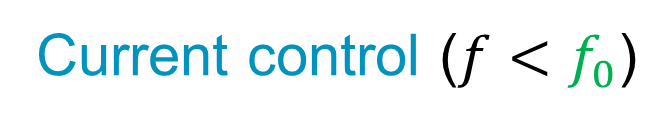 Current control (f < f₀)